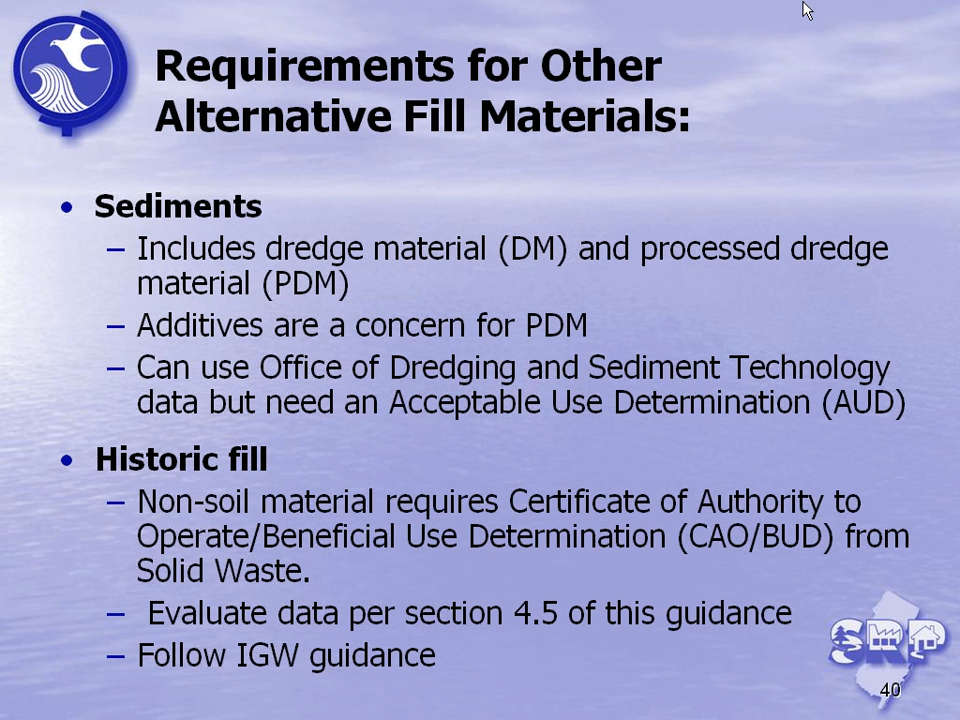 Requirements for Other
Alternative Fill Materials:
• Sediments
– Includes dredge material (DM) and processed dredge
material (PDM)
– Additives are a concern for PDM
– Can use Office of Dredging and Sediment Technology
data but need an Acceptable Use Determination (AUD)
• Historic fill
– Non-soil material requires Certificate of Authority to
Operate/Beneficial Use Determination (CAO/BUD) from
Solid Waste.
– Evaluate data per section 4.5 of this guidance
– Follow IGW guidance
SRP
40